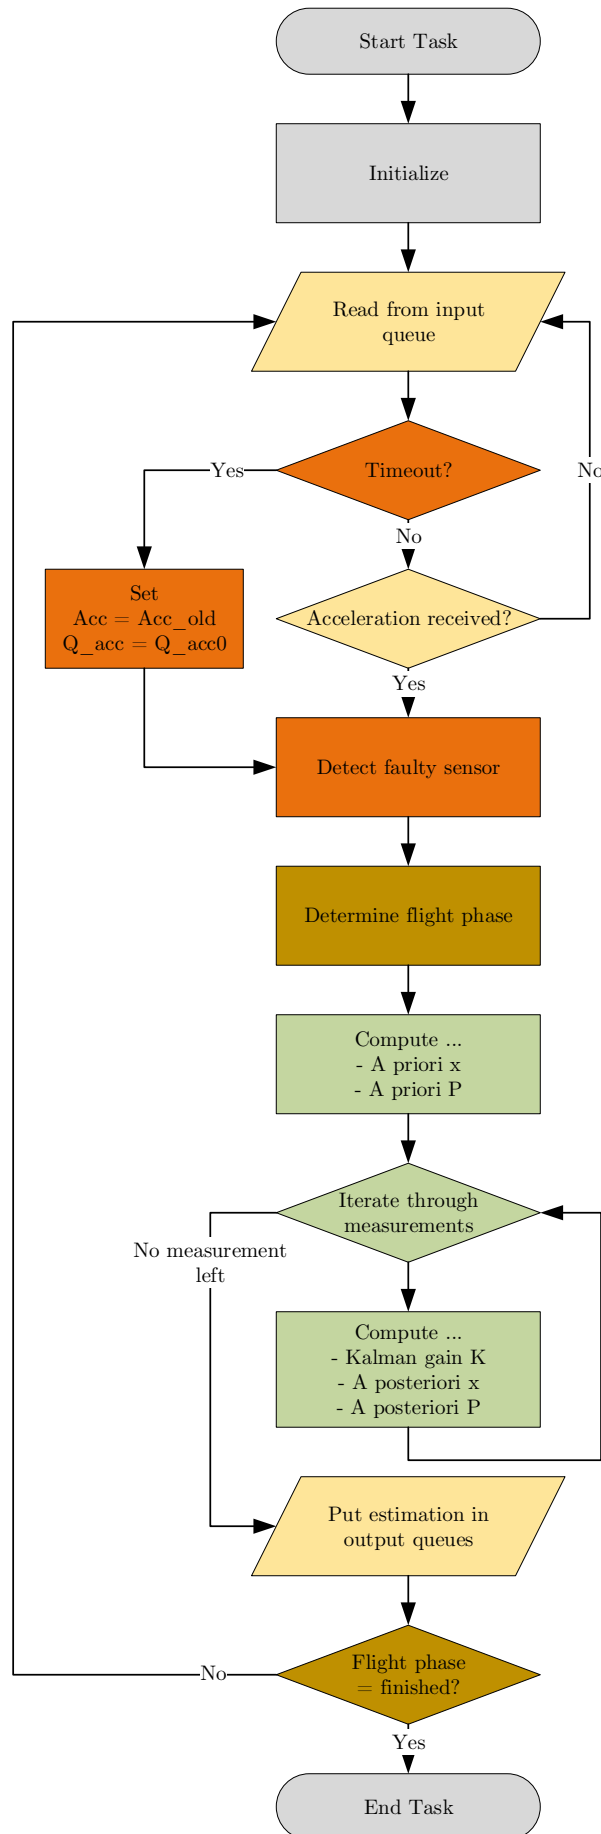 Start Task
Initialize
Read from input
queue
Timeout?
Yes
No
No
Set
Acc = Acc_old
Q_acc = Q_acc0
Acceleration received?
Yes
Detect faulty sensor
Determine flight phase
Compute ...
- A priori x
- A priori P
Iterate through
measurements
No measurement
left
Compute ...
- Kalman gain K
- A posteriori x
- A posteriori P
Put estimation in
output queues
Flight phase
= finished?
No
Yes
End Task